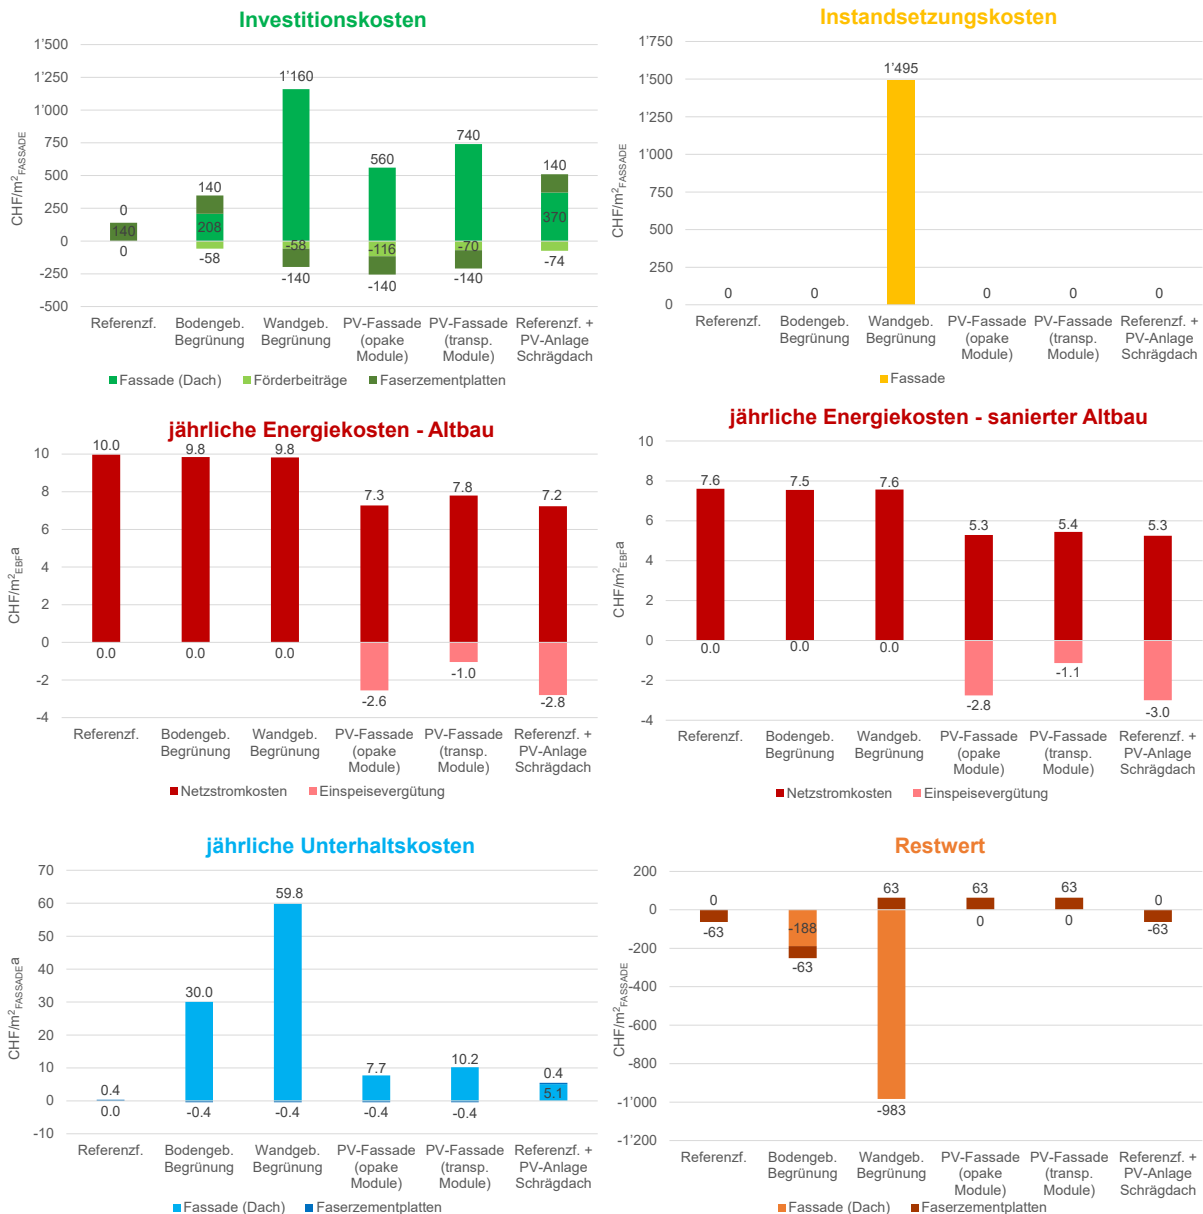 Investitionskosten
1'500
1'250
1'000
750
500
250
0
-250
-500
CHF/m²FASSADE
0
140
0
140
208
-58
1'160
-58
-140
560
-116
-140
740
-70
-140
140
370
-74
Referenzf.
Bodengeb.
Begrünung
Wandgeb.
Begrünung
PV-Fassade
(opake
Module)
PV-Fassade
(transp.
Module)
Referenzf. +
PV-Anlage
Schrägdach
Fassade (Dach) Förderbeiträge Faserzementplatten
Instandsetzungskosten
1'750
1'500
1'250
1'000
750
500
250
0
CHF/m²FASSADE
0
0
1'495
0
0
0
Referenzf.
Bodengeb.
Begrünung
Wandgeb.
Begrünung
PV-Fassade
(opake
Module)
PV-Fassade
(transp.
Module)
Referenzf. +
PV-Anlage
Schrägdach
Fassade
jährliche Energiekosten - Altbau
10
8
6
4
2
0
-2
-4
CHF/m²EBFa
10.0
0.0
9.8
0.0
9.8
0.0
7.3
-2.6
7.8
-1.0
7.2
-2.8
Referenzf.
Bodengeb.
Begrünung
Wandgeb.
Begrünung
PV-Fassade
(opake
Module)
PV-Fassade
(transp.
Module)
Referenzf. +
PV-Anlage
Schrägdach
Netzstromkosten Einspeisevergütung
jährliche Energiekosten - sanierter Altbau
10
8
6
4
2
0
-2
-4
CHF/m²EBFa
7.6
0.0
7.5
0.0
7.6
0.0
5.3
-2.8
5.4
-1.1
5.3
-3.0
Referenzf.
Bodengeb.
Begrünung
Wandgeb.
Begrünung
PV-Fassade
(opake
Module)
PV-Fassade
(transp.
Module)
Referenzf. +
PV-Anlage
Schrägdach
Netzstromkosten Einspeisevergütung
jährliche Unterhaltskosten
70
60
50
40
30
20
10
0
-10
CHF/m²FASSADEa
0.4
0.0
30.0
-0.4
59.8
-0.4
7.7
-0.4
10.2
-0.4
0.4
5.1
Referenzf.
Bodengeb.
Begrünung
Wandgeb.
Begrünung
PV-Fassade
(opake
Module)
PV-Fassade
(transp.
Module)
Referenzf. +
PV-Anlage
Schrägdach
Fassade (Dach) Faserzementplatten
Restwert
200
0
-200
-400
-600
-800
-1'000
-1'200
CHF/m²FASSADE
0
-63
-188
-63
63
-983
63
0
63
0
0
-63
Referenzf.
Bodengeb.
Begrünung
Wandgeb.
Begrünung
PV-Fassade
(opake
Module)
PV-Fassade
(transp.
Module)
Referenzf. +
PV-Anlage
Schrägdach
Fassade (Dach) Faserzementplatten